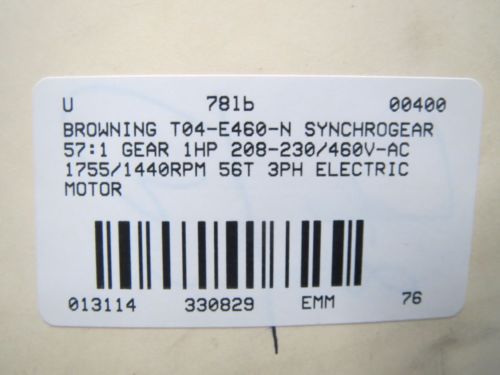 U 78lb 00400
BROWNING T04-E460-N SYNCHROGEAR
57:1 GEAR 1HP 208-230/460V-AC
1755/1440RPM 56T 3PH ELECTRIC
MOTOR
013114 330829 EMM 76